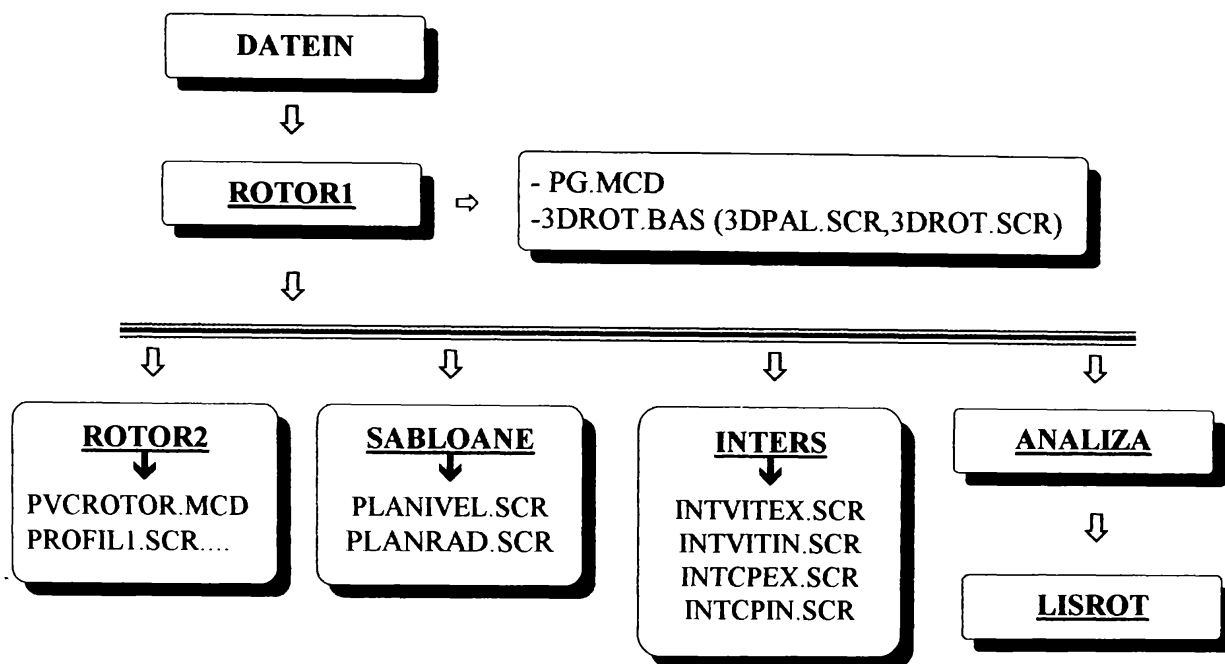 DATEIN
ROTOR1
- PG.MCD
-3DROT.BAS (3DPAL.SCR,3DROT.SCR)
ROTOR2
PVCROTOR.MCD
PROFIL1.SCR....
SABLOANE
PLANIVEL.SCR
PLANRAD.SCR
INTERS
INTVITEX.SCR
INTVITIN.SCR
INTCPEX.SCR
INTCPIN.SCR
ANALIZA
LISROT